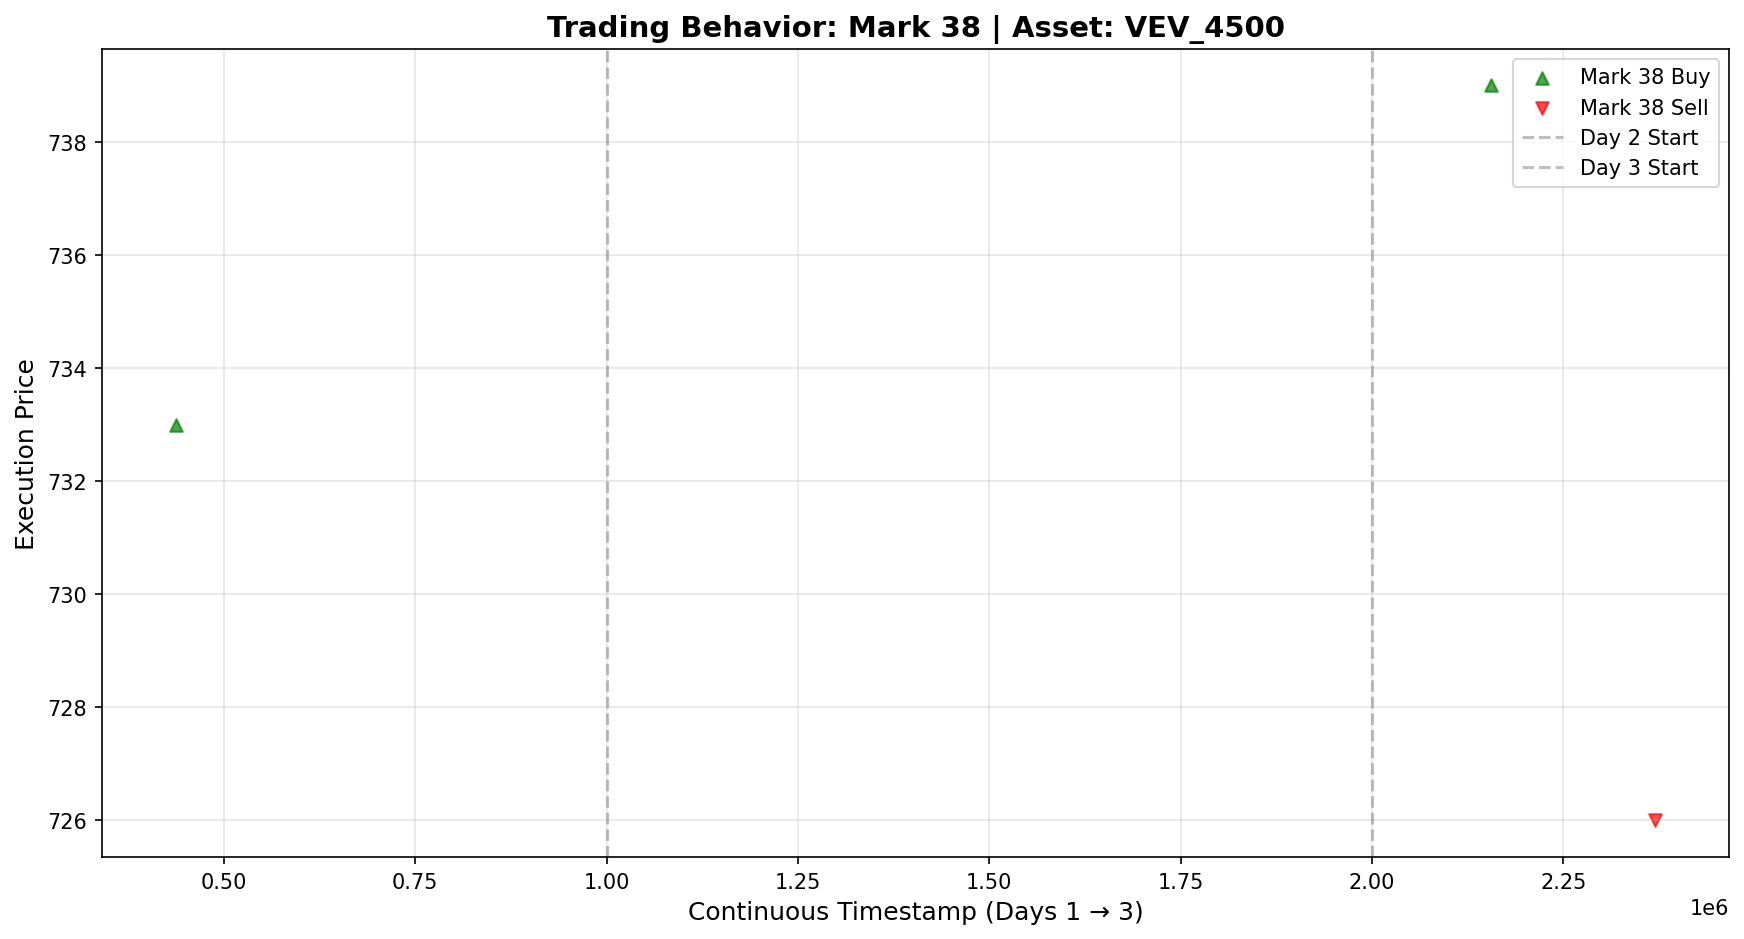 Trading Behavior: Mark 38 | Asset: VEV_4500
Mark 38 Buy
Mark 38 Sell
Day 2 Start
Day 3 Start
Execution Price
738
736
734
732
730
728
726
0.50 0.75 1.00 1.25 1.50 1.75 2.00 2.25
1e6
Continuous Timestamp (Days 1 → 3)